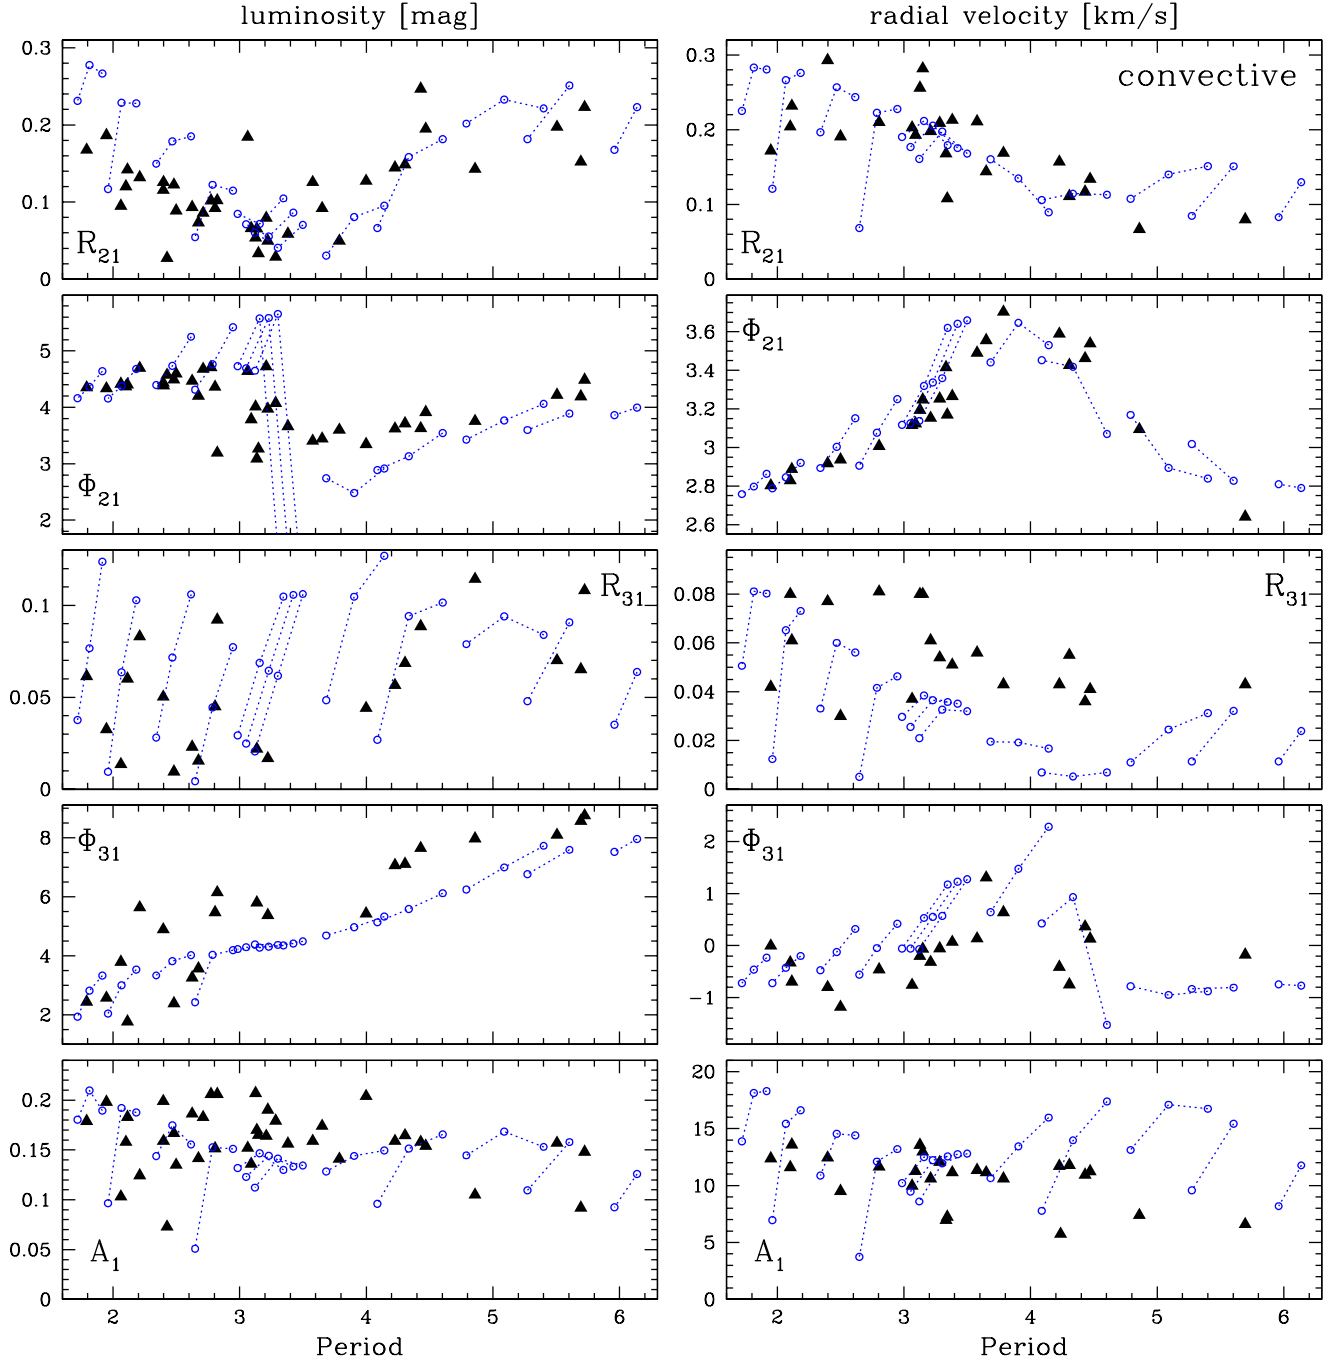 luminosity [mag]
radial velocity [km/s]
0.3
0.2
0.1
0
R21
0.3
0.2
0.1
0
convective
R21
5
4
3
2
Φ21
3.6
3.4
3.2
3
2.8
2.6
Φ21
0.1
0.05
0
R31
0.08
0.06
0.04
0.02
0
R31
8
6
4
2
Φ31
2
1
0
−1
Φ31
0.2
0.15
0.1
0.05
0
A1
2 3 4 5 6
Period
20
15
10
5
0
A1
2 3 4 5 6
Period